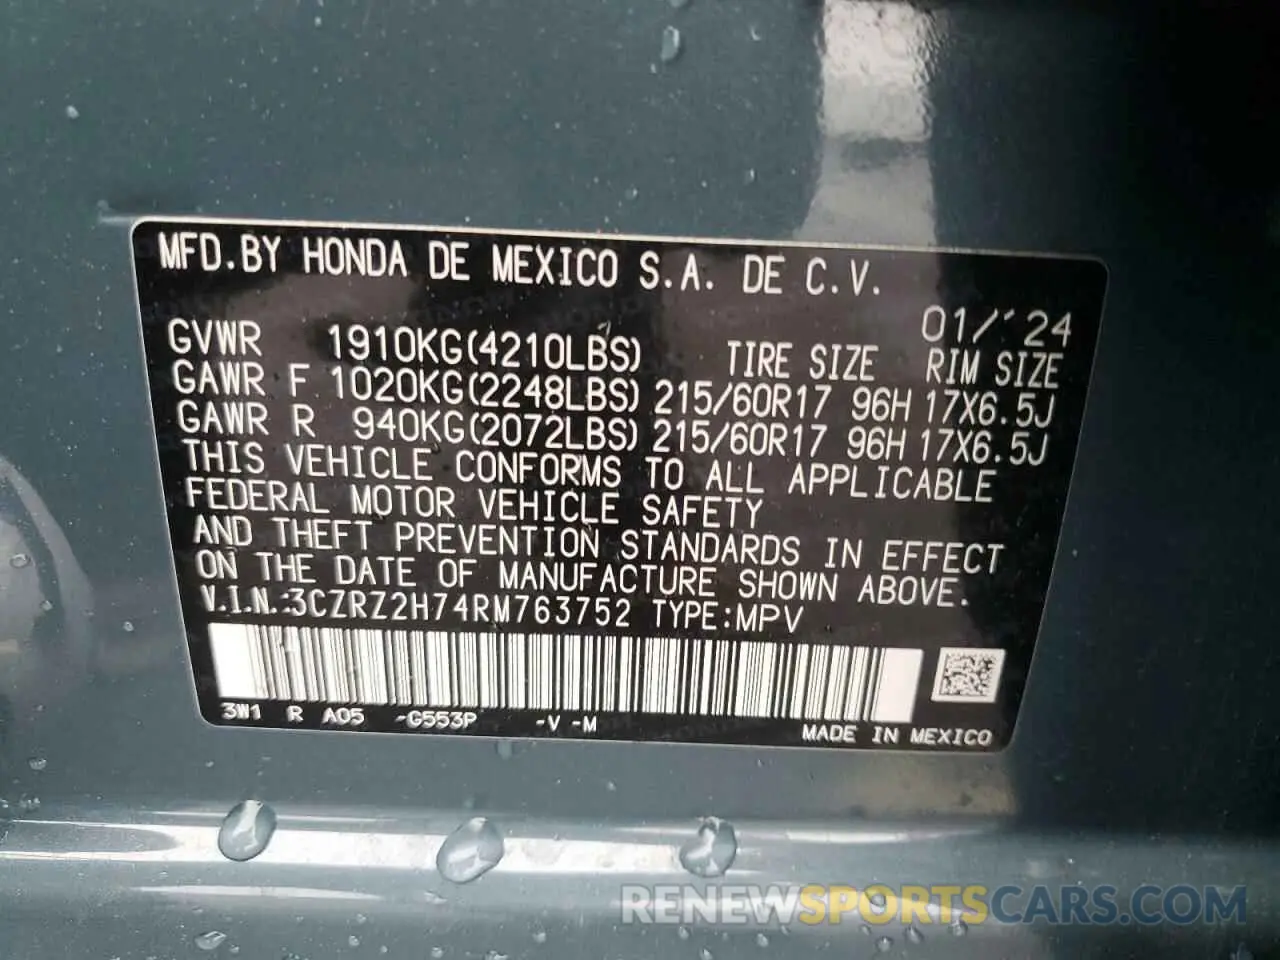 MFD.BY HONDA DE MEXICO S.A. DE C.V.
01/'24
GVWR 1910KG(4210LBS) TIRE SIZE RIM SIZE
GAWR F 1020KG(2248LBS) 215/60R17 96H 17X6.5J
GAWR R 940KG(2072LBS) 215/60R17 96H 17X6.5J
THIS VEHICLE CONFORMS TO ALL APPLICABLE
FEDERAL MOTOR VEHICLE SAFETY
AND THEFT PREVENTION STANDARDS IN EFFECT
ON THE DATE OF MANUFACTURE SHOWN ABOVE.
V.I.N.:3CZRZ2H74RM763752 TYPE:MPV
3W1 R A05 -G553P -V -M
MADE IN MEXICO
RENEWSPORTSCARS.COM